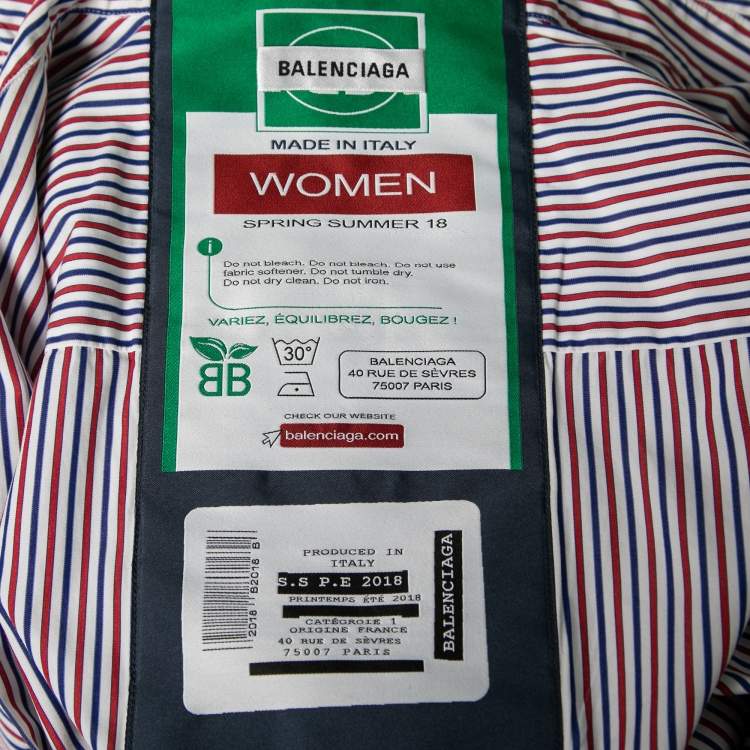 BALENCIAGA
MADE IN ITALY
WOMEN
SPRING SUMMER 18
i
Do not bleach. Do not bleach. Do not use
fabric softener. Do not tumble dry.
Do not dry clean. Do not iron.
VARIEZ, ÉQUILIBREZ, BOUGEZ !
BB
30°
BALENCIAGA
40 RUE DE SÈVRES
75007 PARIS
CHECK OUR WEBSITE
balenciaga.com
2018 B2018 B
PRODUCED IN
ITALY
S.S P.E 2018
PRINTEMPS ÉTÉ 2018
CATÉGROIE 1
ORIGINE FRANCE
40 RUE DE SÈVRES
75007 PARIS
BALENCIAGA